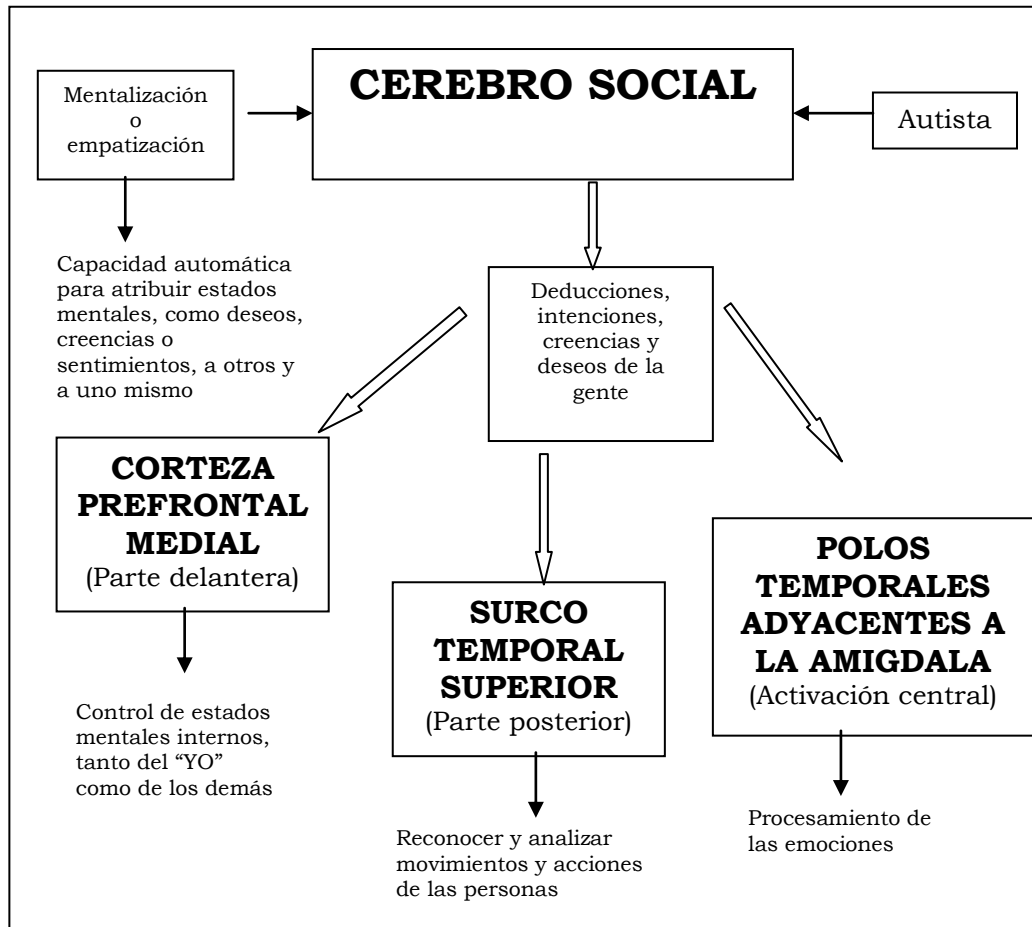 CEREBRO SOCIAL
Mentalización
o
empatización
Autista
Capacidad automática
para atribuir estados
mentales, como deseos,
creencias o
sentimientos, a otros y
a uno mismo
Deducciones,
intenciones,
creencias y
deseos de la
gente
CORTEZA
PREFRONTAL
MEDIAL
(Parte delantera)
SURCO
TEMPORAL
SUPERIOR
(Parte posterior)
POLOS
TEMPORALES
ADYACENTES A
LA AMIGDALA
(Activación central)
Control de estados
mentales internos,
tanto del “YO”
como de los demás
Reconocer y analizar
movimientos y acciones
de las personas
Procesamiento de
las emociones